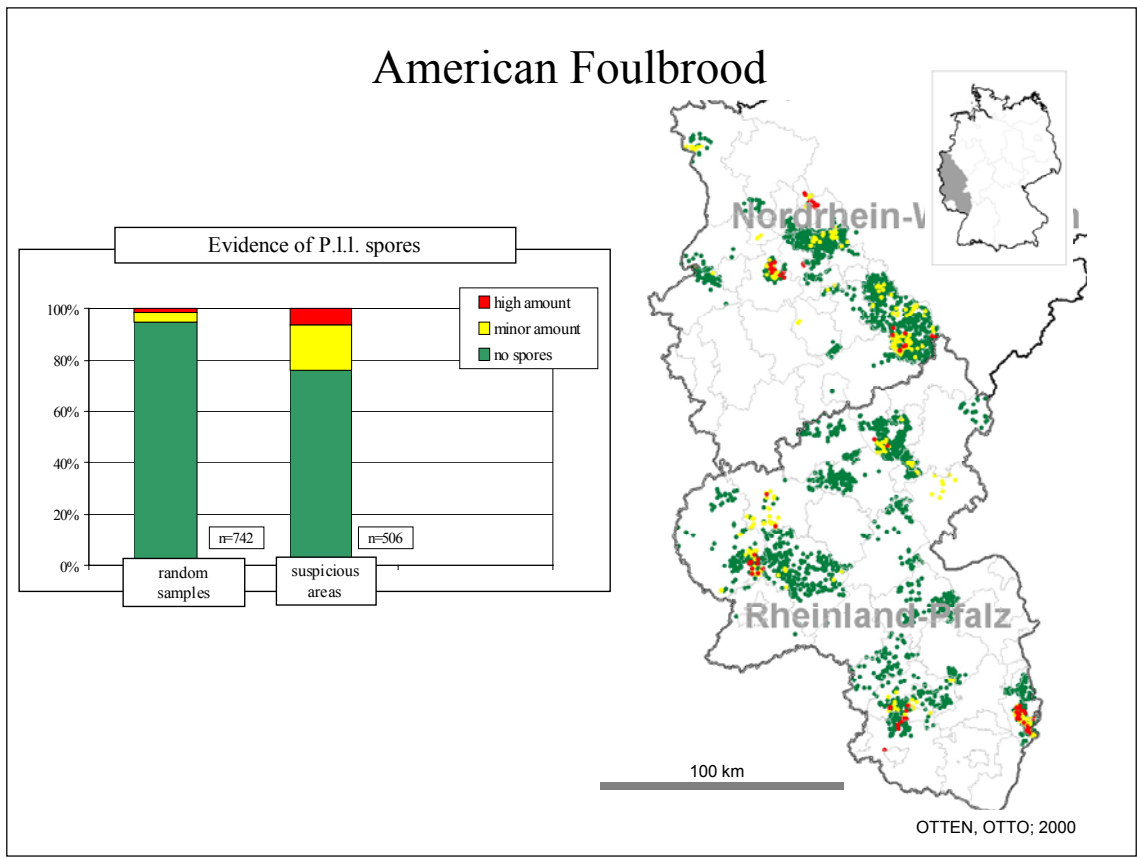 American Foulbrood
Evidence of P.l.l. spores
100%
80%
60%
40%
20%
0%
high amount
minor amount
no spores
n=742
n=506
random
samples
suspicious
areas
Nordrhein-W
n
Rheinland-Pfalz
100 km
OTTEN, OTTO; 2000